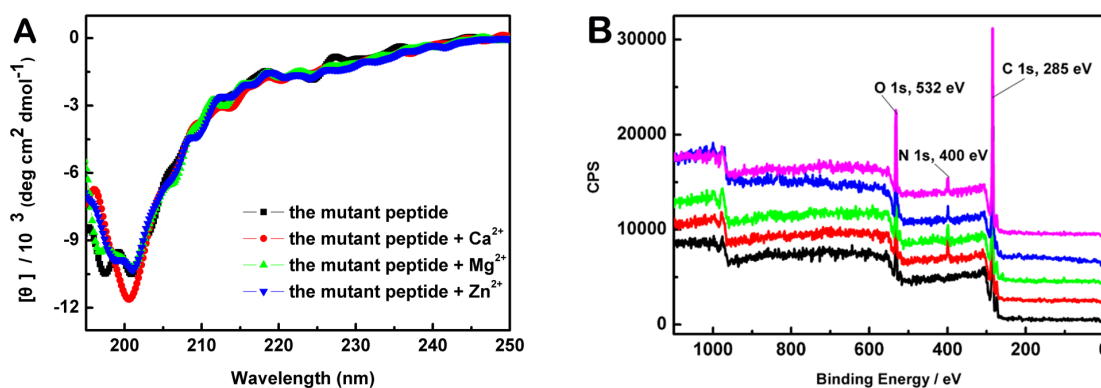 A
0
-3
-6
-9
-12
[θ] / 10 ³ (deg cm² dmol⁻¹)
the mutant peptide
the mutant peptide + Ca²⁺
the mutant peptide + Mg²⁺
the mutant peptide + Zn²⁺
200 210 220 230 240 250
Wavelength (nm)
B
30000
20000
10000
0
CPS
O 1s, 532 eV
C 1s, 285 eV
N 1s, 400 eV
1000 800 600 400 200 0
Binding Energy / eV